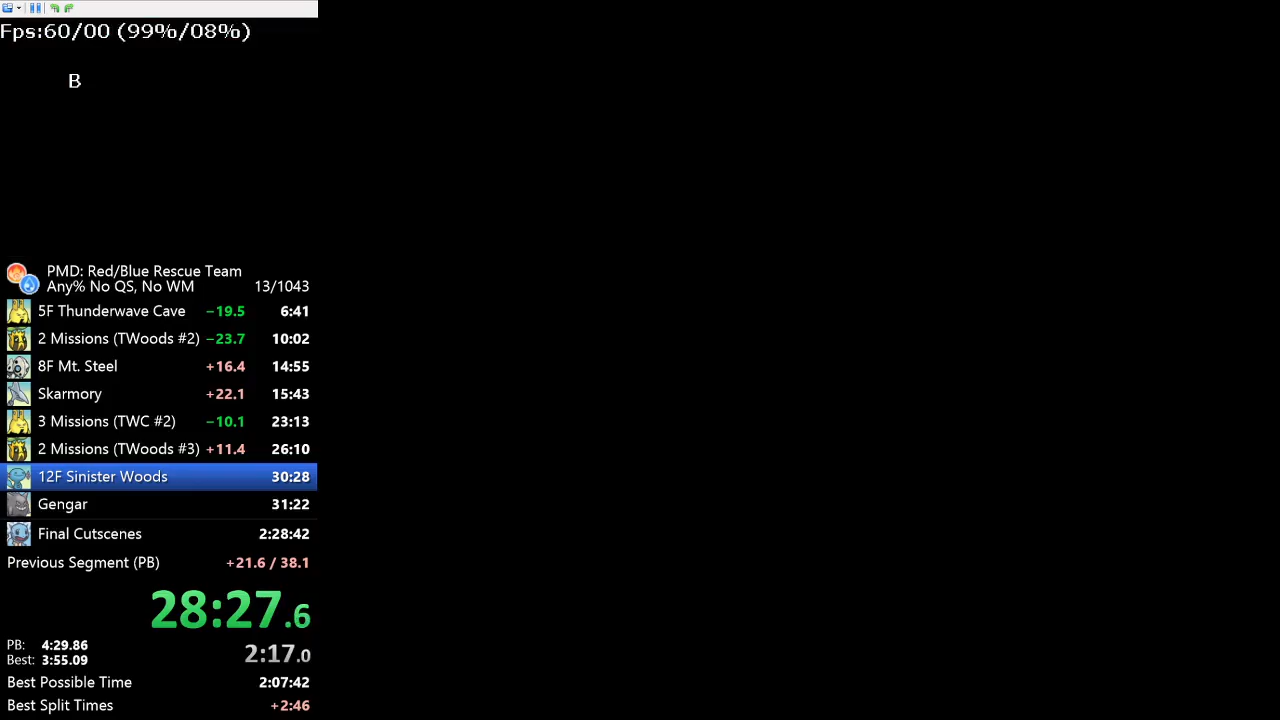 Fps:60/00 (99%/08%)
B
PMD: Red/Blue Rescue Team
Any% No QS, No WM 13/1043
5F Thunderwave Cave −19.5 6:41
2 Missions (TWoods #2) −23.7 10:02
8F Mt. Steel +16.4 14:55
Skarmory +22.1 15:43
3 Missions (TWC #2) −10.1 23:13
2 Missions (TWoods #3) +11.4 26:10
12F Sinister Woods 30:28
Gengar 31:22
Final Cutscenes 2:28:42
Previous Segment (PB) +21.6 / 38.1
28:27.6
PB: 4:29.86
Best: 3:55.09
2:17.0
Best Possible Time 2:07:42
Best Split Times +2:46